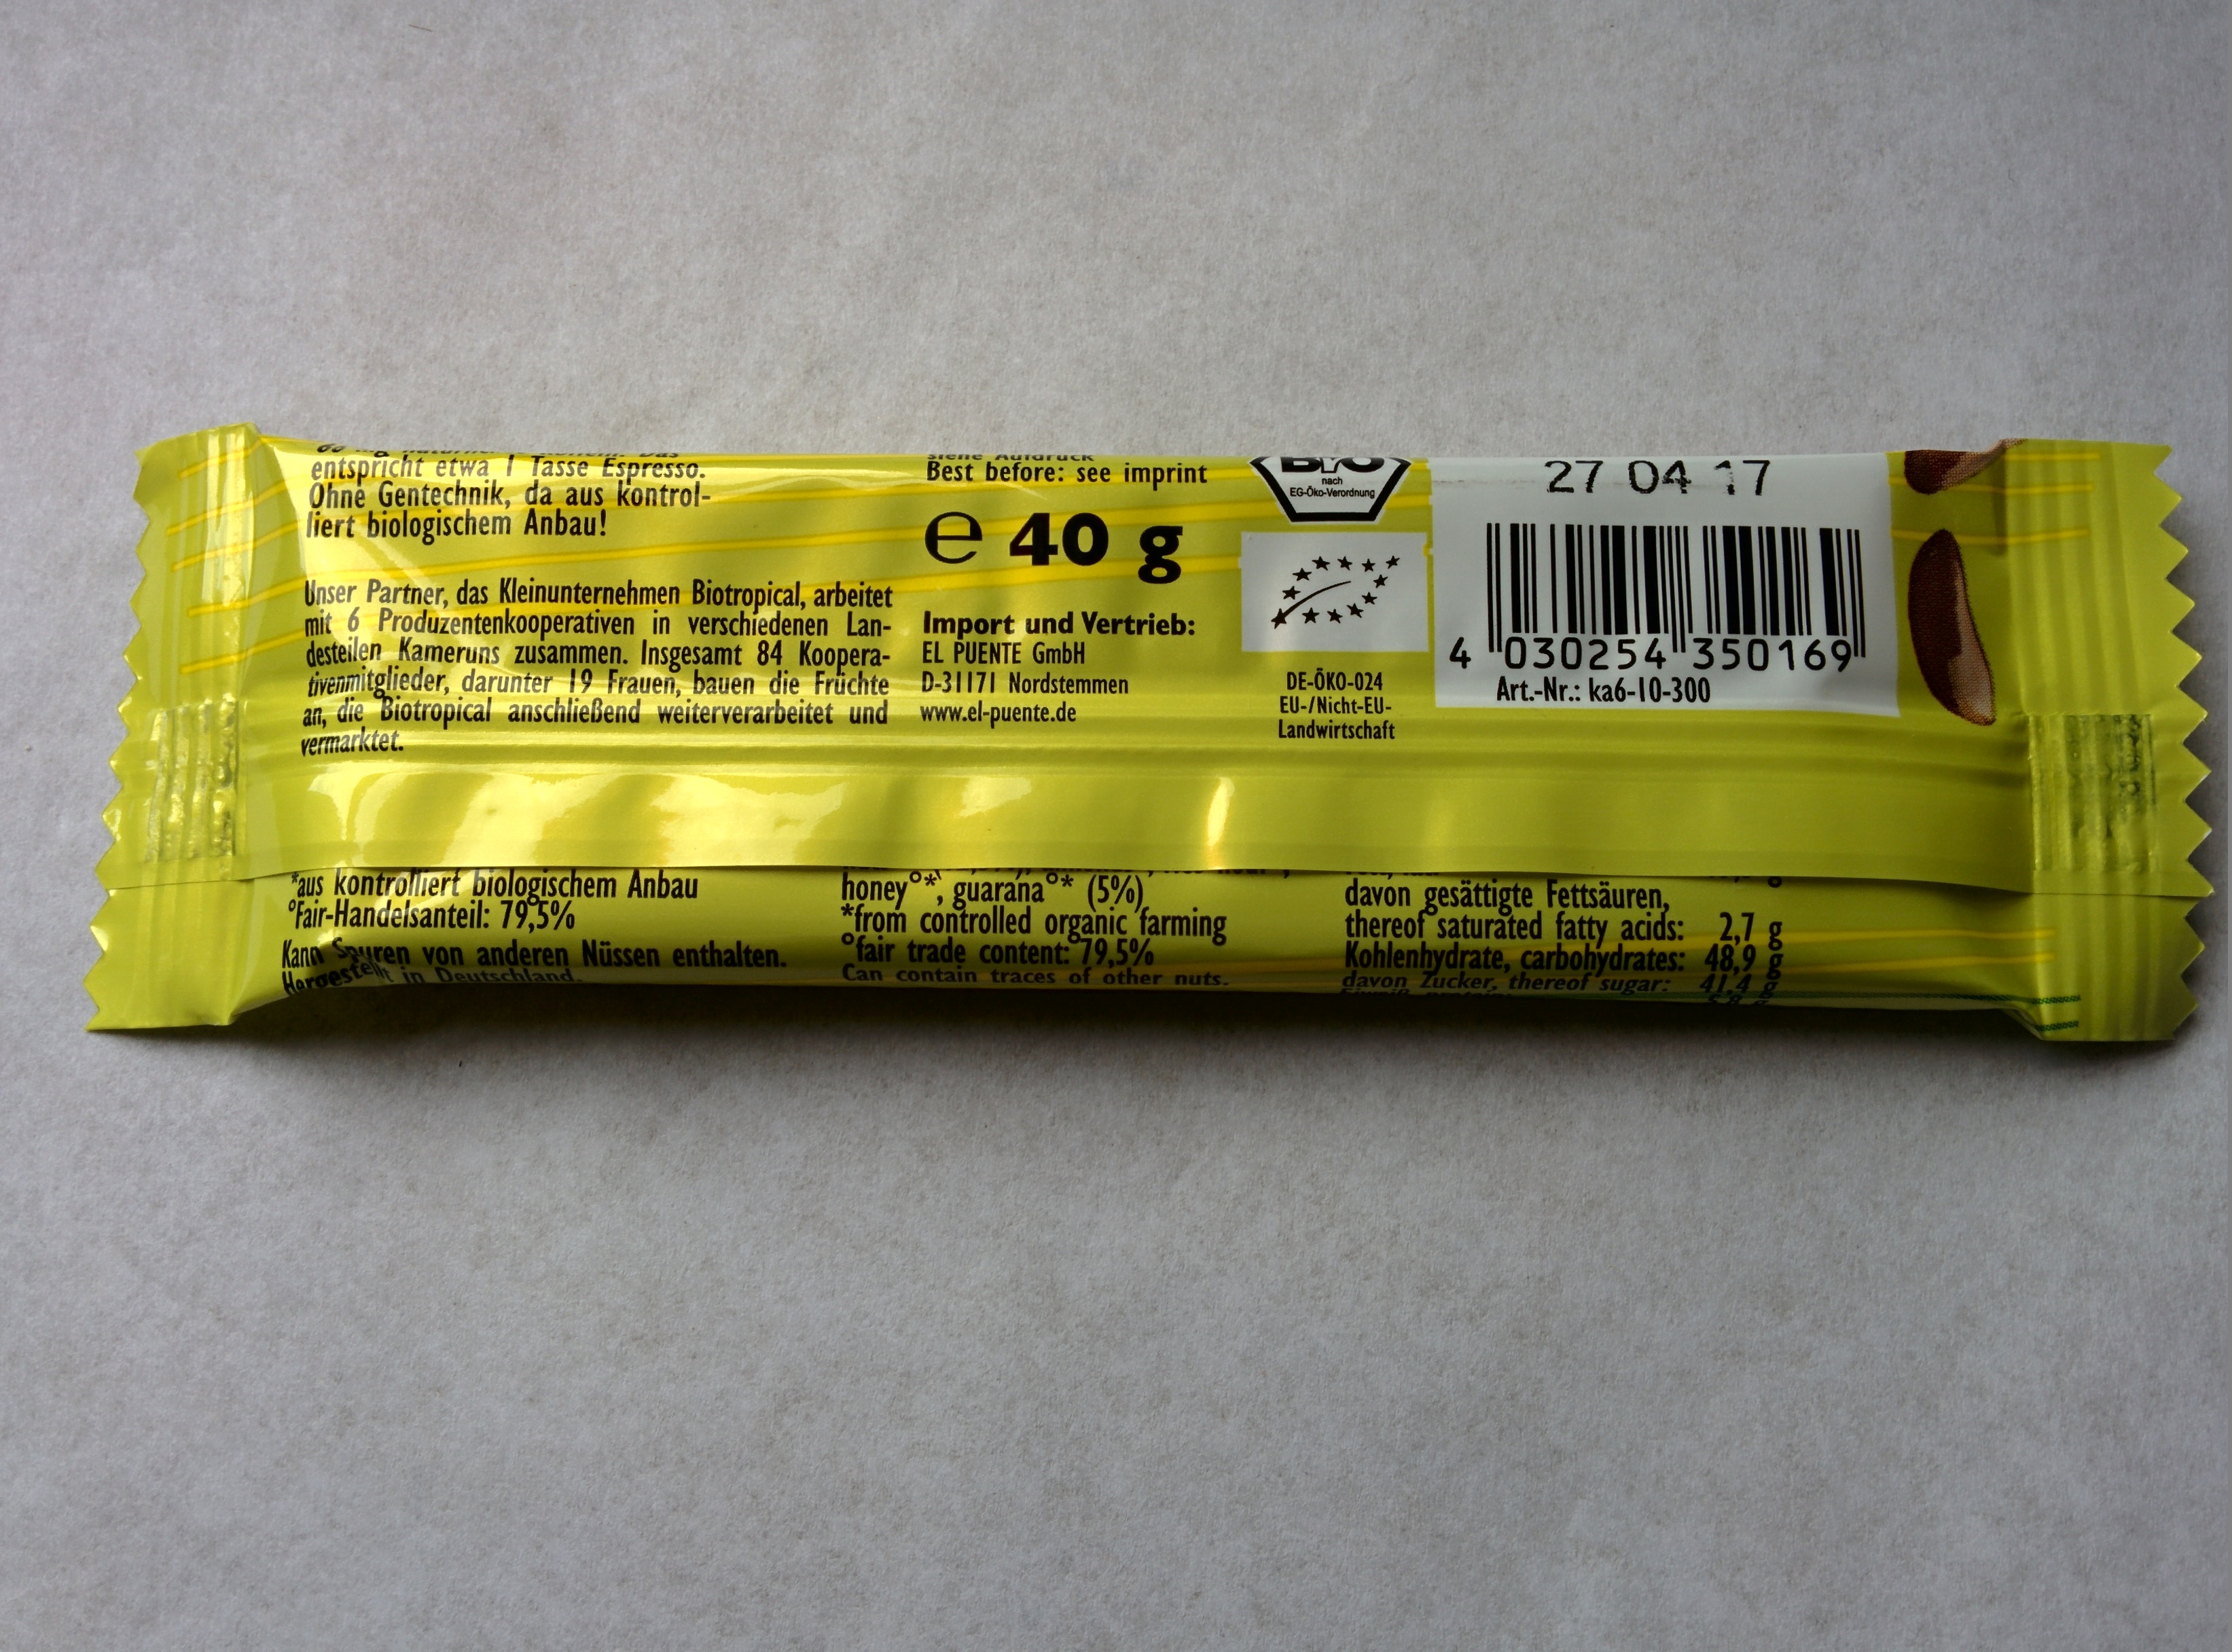 entspricht etwa 1 Tasse Espresso.
Ohne Gentechnik, da aus kontrol-
liert biologischem Anbau!
Unser Partner, das Kleinunternehmen Biotropical, arbeitet
mit 6 Produzentenkooperativen in verschiedenen Lan-
desteilen Kameruns zusammen. Insgesamt 84 Koopera-
tivenmitglieder, darunter 19 Frauen, bauen die Früchte
an, die Biotropical anschließend weiterverarbeitet und
vermarktet.
siehe Aufdruck
Best before: see imprint
℮ 40 g
Import und Vertrieb:
EL PUENTE GmbH
D-31171 Nordstemmen
www.el-puente.de
Bio
nach
EG-Öko-Verordnung
DE-ÖKO-024
EU-/Nicht-EU-
Landwirtschaft
27 04 17
4 030254 350169
Art.-Nr.: ka6-10-300
*aus kontrolliert biologischem Anbau
°Fair-Handelsanteil: 79,5%
Kann Spuren von anderen Nüssen enthalten.
Hergestellt in Deutschland.
honey°*, guarana°* (5%)
*from controlled organic farming
°fair trade content: 79,5%
Can contain traces of other nuts.
davon gesättigte Fettsäuren,
thereof saturated fatty acids: 2,7 g
Kohlenhydrate, carbohydrates: 48,9 g
davon Zucker, thereof sugar: 41,4 g